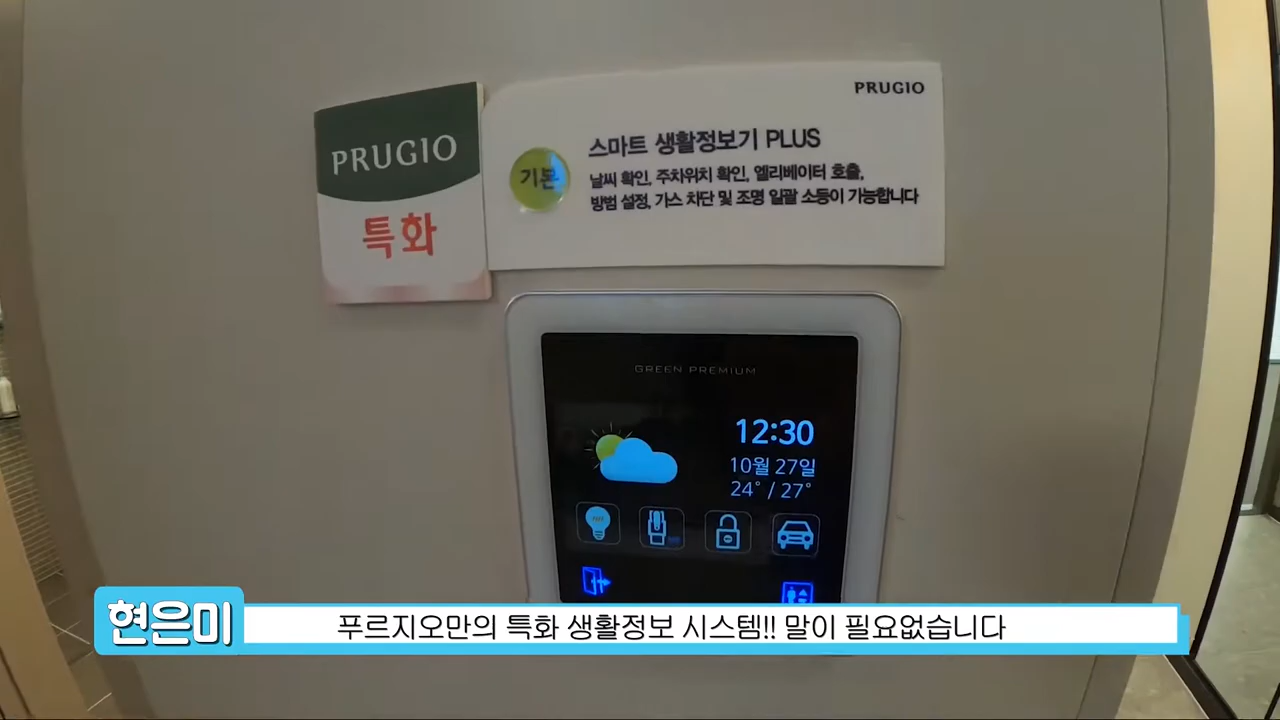 PRUGIO
특화
PRUGIO
기본
스마트 생활정보기 PLUS
날씨 확인, 주차위치 확인, 엘리베이터 호출,
방범 설정, 가스 차단 및 조명 일괄 소등이 가능합니다
GREEN PREMIUM
12:30
10월 27일
24° / 27°
현은미
푸르지오만의 특화 생활정보 시스템!! 말이 필요없습니다